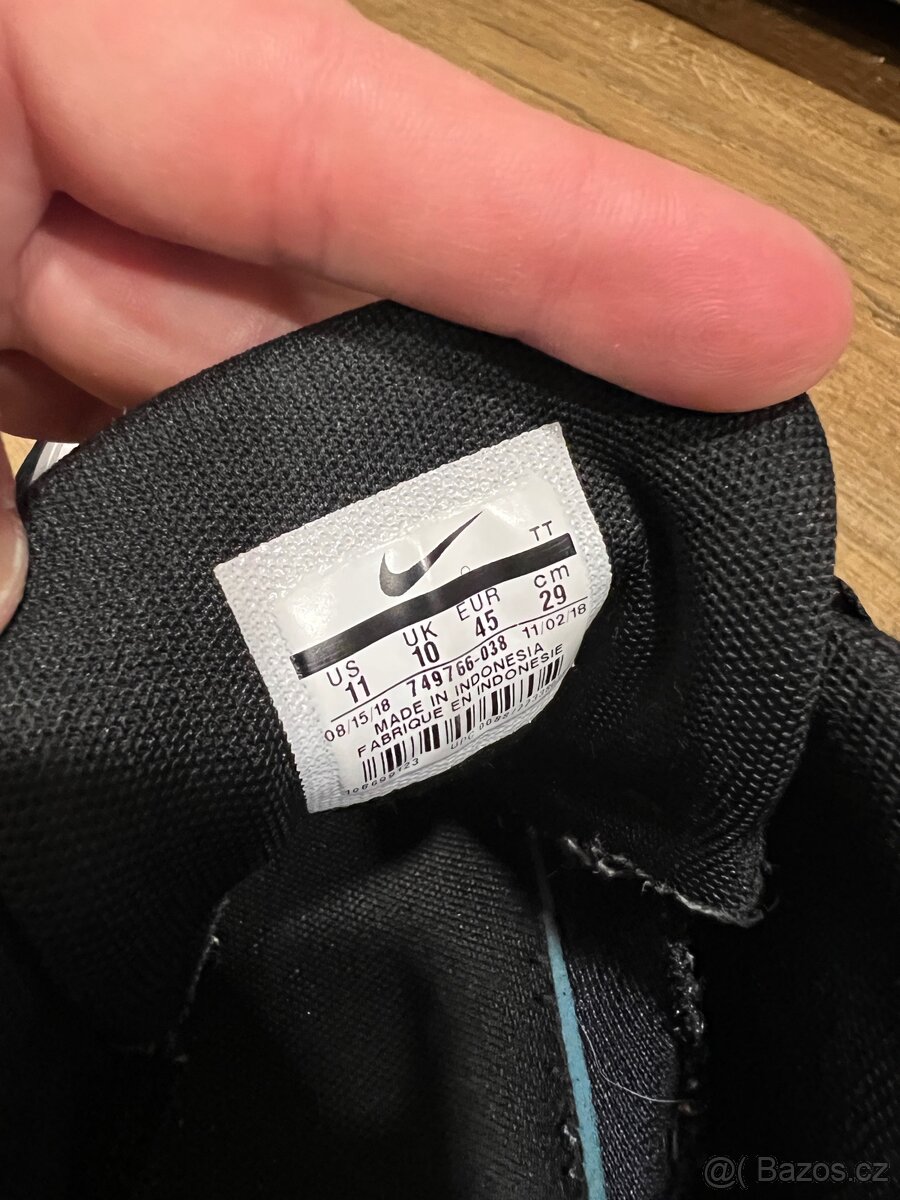 TT
US UK EUR cm
11 10 45 29
08/15/18 749766-038 11/02/18
MADE IN INDONESIA
FABRIQUE EN INDONESIE
UPC
@( Bazos.cz